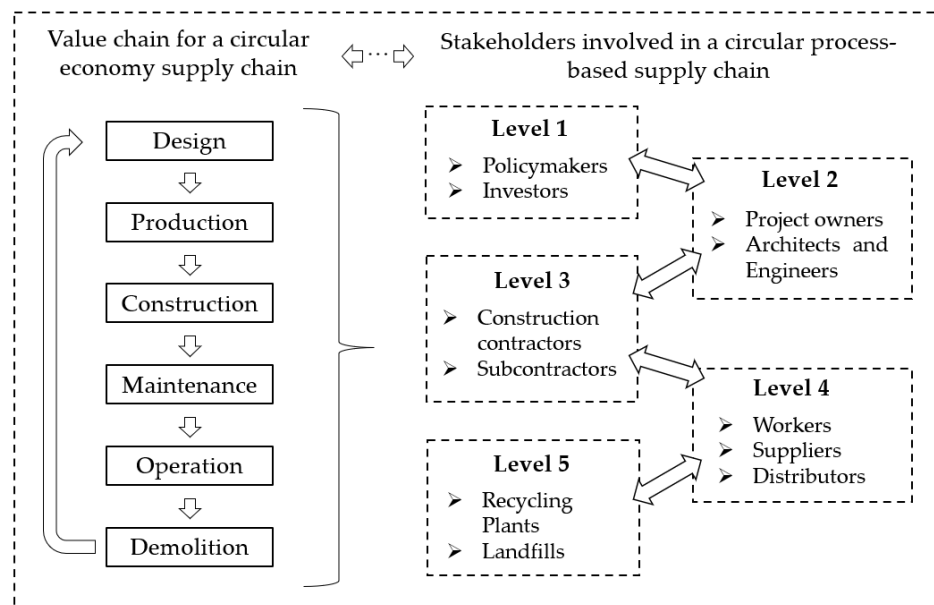 Value chain for a circular
economy supply chain
Stakeholders involved in a circular process-
based supply chain
Design
Production
Construction
Maintenance
Operation
Demolition
Level 1
Policymakers
Investors
Level 2
Project owners
Architects and
Engineers
Level 3
Construction
contractors
Subcontractors
Level 4
Workers
Suppliers
Distributors
Level 5
Recycling
Plants
Landfills